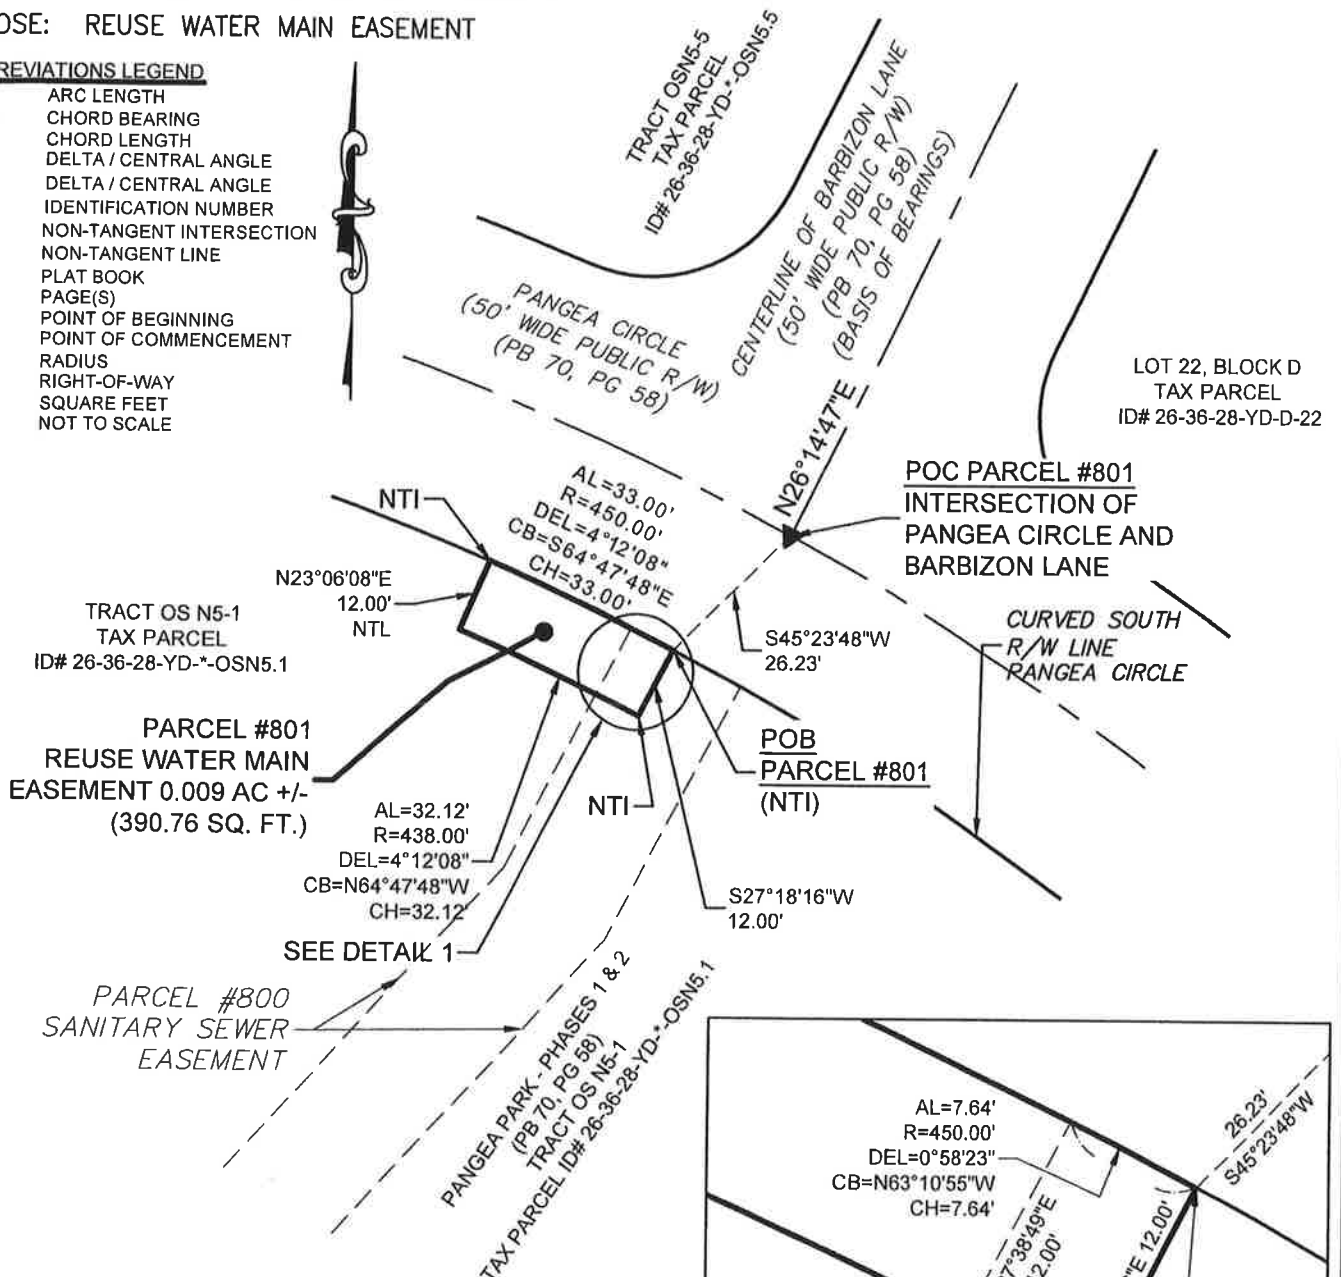 OSE: REUSE WATER MAIN EASEMENT
REVIATIONS LEGEND
ARC LENGTH
CHORD BEARING
CHORD LENGTH
DELTA / CENTRAL ANGLE
DELTA / CENTRAL ANGLE
IDENTIFICATION NUMBER
NON-TANGENT INTERSECTION
NON-TANGENT LINE
PLAT BOOK
PAGE(S)
POINT OF BEGINNING
POINT OF COMMENCEMENT
RADIUS
RIGHT-OF-WAY
SQUARE FEET
NOT TO SCALE
TRACT OSN5-5
TAX PARCEL
ID# 26-36-28-YD-*-OSN5.5
CENTERLINE OF BARBIZON LANE
(50' WIDE PUBLIC R/W)
(PB 70, PG 58)
(BASIS OF BEARINGS)
PANGEA CIRCLE
(50' WIDE PUBLIC R/W)
(PB 70, PG 58)
LOT 22, BLOCK D
TAX PARCEL
ID# 26-36-28-YD-D-22
N26°14'47"E
POC PARCEL #801
INTERSECTION OF
PANGEA CIRCLE AND
BARBIZON LANE
NTI
AL=33.00'
R=450.00'
DEL=4°12'08"
CB=S64°47'48"E
CH=33.00'
N23°06'08"E
12.00'
NTL
TRACT OS N5-1
TAX PARCEL
ID# 26-36-28-YD-*-OSN5.1
S45°23'48"W
26.23'
CURVED SOUTH
R/W LINE
PANGEA CIRCLE
PARCEL #801
REUSE WATER MAIN
EASEMENT 0.009 AC +/-
(390.76 SQ. FT.)
POB
PARCEL #801
(NTI)
NTI
AL=32.12'
R=438.00'
DEL=4°12'08"
CB=N64°47'48"W
CH=32.12'
S27°18'16"W
12.00'
SEE DETAIL 1
PARCEL #800
SANITARY SEWER
EASEMENT
PANGEA PARK - PHASES 1 & 2
(PB 70, PG 58)
TRACT OS N5-1
TAX PARCEL ID# 26-36-28-YD-*-OSN5.1
AL=7.64'
R=450.00'
DEL=0°58'23"
CB=N63°10'55"W
CH=7.64'
26.23'
S45°23'48"W
7°38'49"E
2.00'
"E 12.00'